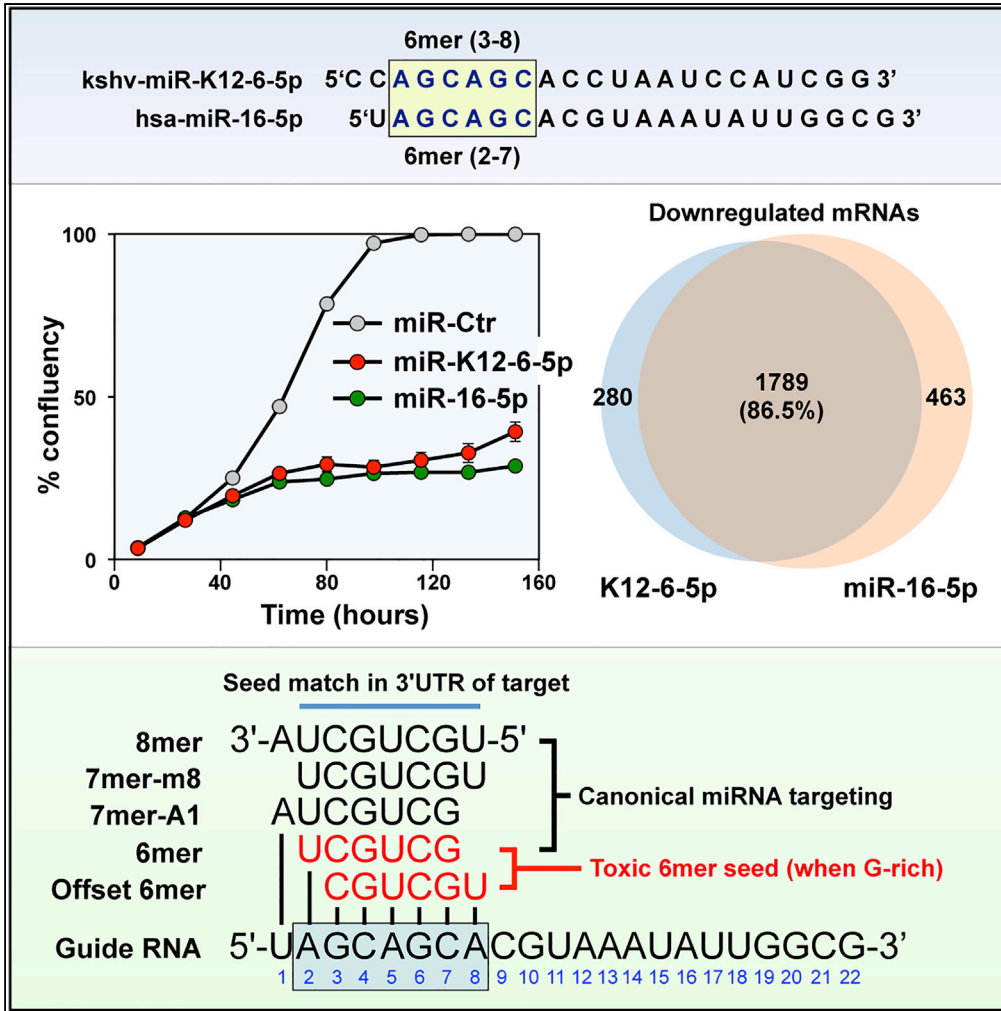 6mer (3-8)
kshv-miR-K12-6-5p 5‘C C A G C A G C A C C U A A U C C A U C G G 3’
hsa-miR-16-5p 5‘U A G C A G C A C G U A A A U A U U G G C G 3’
6mer (2-7)
Downregulated mRNAs
100
50
0
% confluency
0 40 80 120 160
Time (hours)
miR-Ctr
miR-K12-6-5p
miR-16-5p
280
1789
(86.5%)
463
K12-6-5p
miR-16-5p
Seed match in 3'UTR of target
8mer 3'-AUCGUCGU-5'
7mer-m8 UCGUCGU
7mer-A1 AUCGUCG
Canonical miRNA targeting
6mer UCGUCG
Toxic 6mer seed (when G-rich)
Offset 6mer CGUCGU
Guide RNA 5'-UAGCAGCACGUAAAUAUUGGCG-3’
1 2 3 4 5 6 7 8 9 10 11 12 13 14 15 16 17 18 19 20 21 22